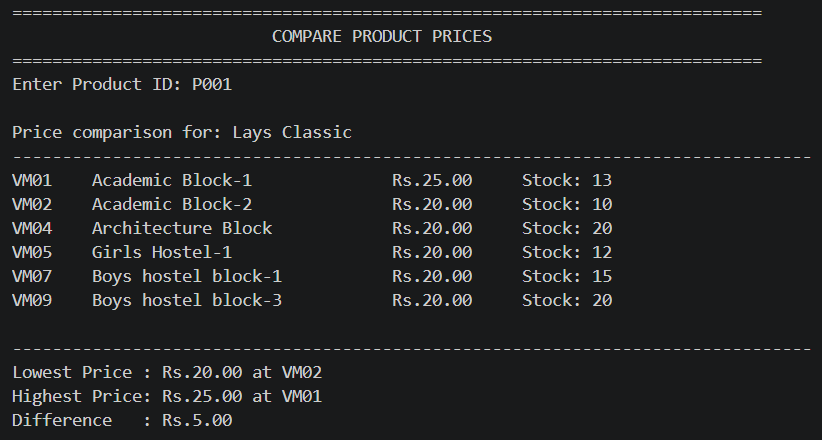 ===========================================================================
COMPARE PRODUCT PRICES
===========================================================================
Enter Product ID: P001
Price comparison for: Lays Classic
--------------------------------------------------------------------------------
VM01    Academic Block-1              Rs.25.00     Stock: 13
VM02    Academic Block-2              Rs.20.00     Stock: 10
VM04    Architecture Block            Rs.20.00     Stock: 20
VM05    Girls Hostel-1                Rs.20.00     Stock: 12
VM07    Boys hostel block-1           Rs.20.00     Stock: 15
VM09    Boys hostel block-3           Rs.20.00     Stock: 20
--------------------------------------------------------------------------------
Lowest Price : Rs.20.00 at VM02
Highest Price: Rs.25.00 at VM01
Difference   : Rs.5.00